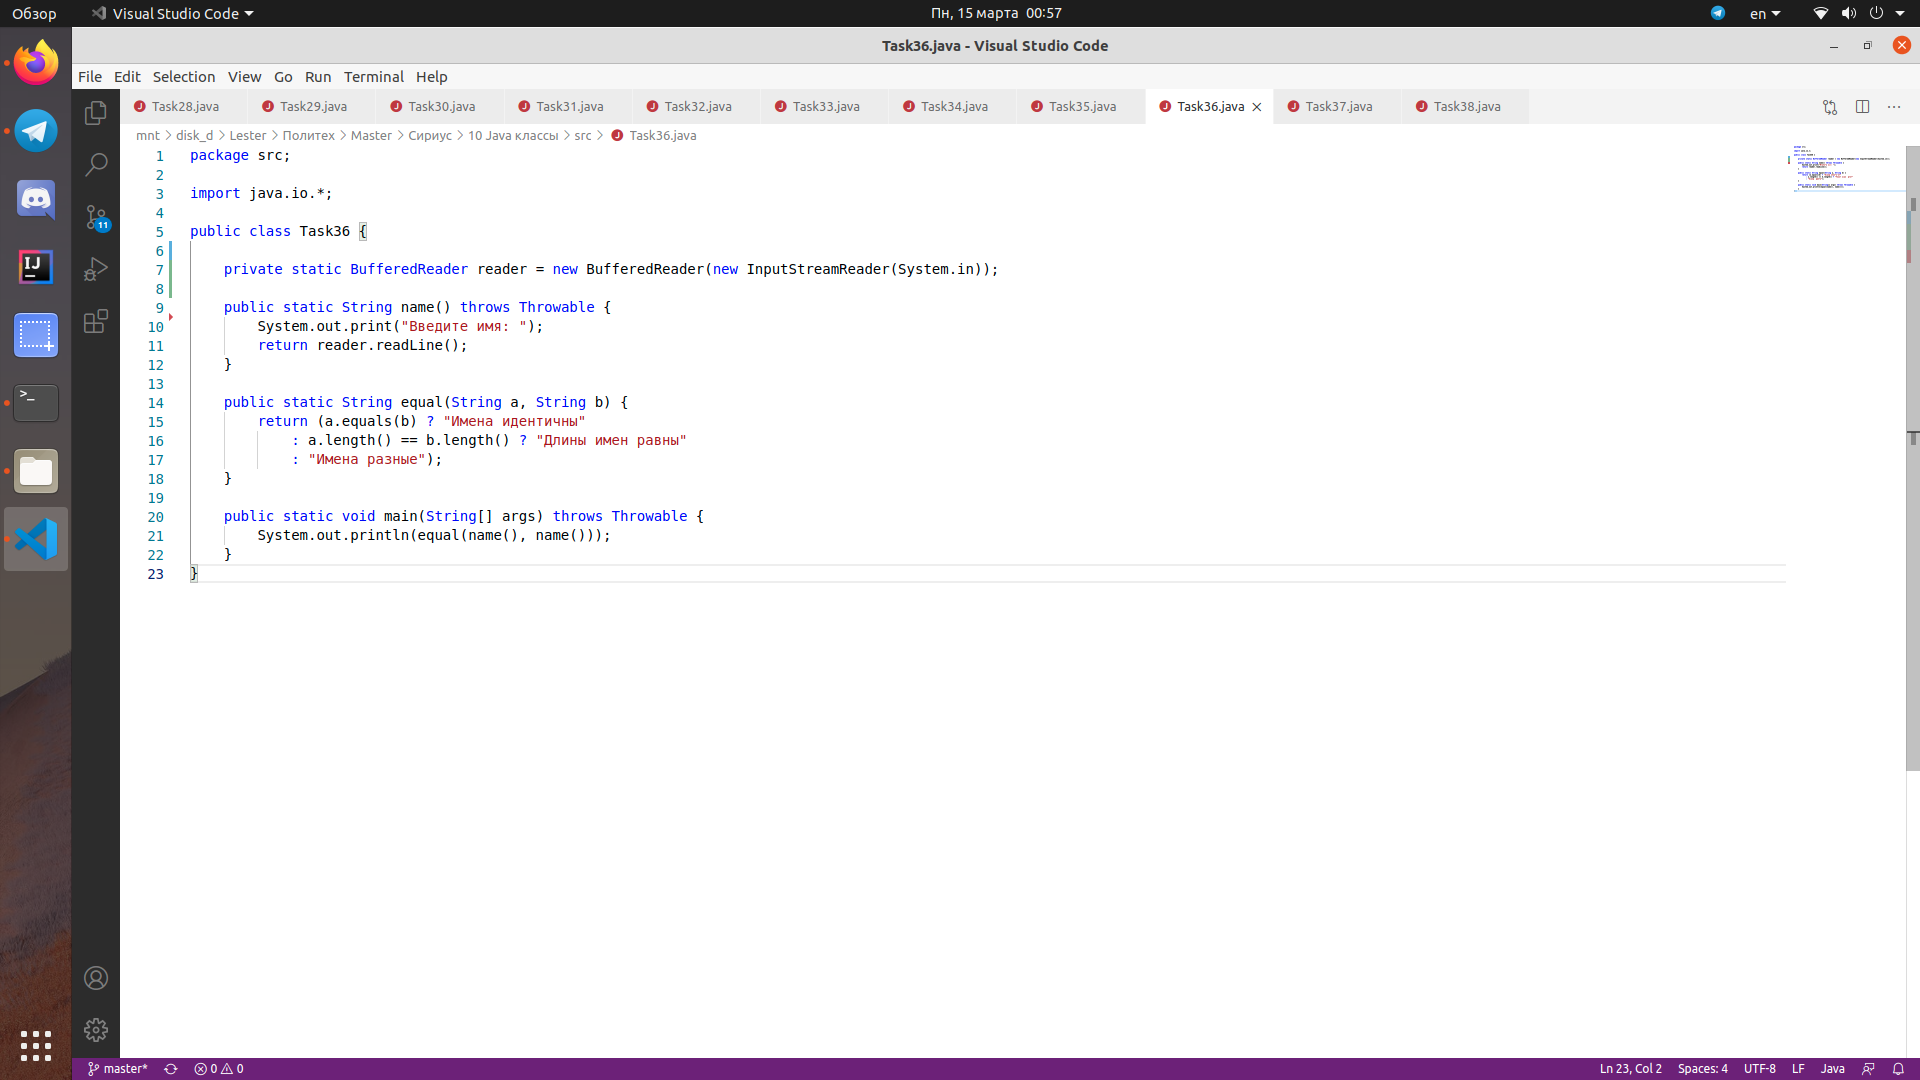 Обзор Visual Studio Code Пн, 15 марта 00:57 en
Task36.java - Visual Studio Code
File Edit Selection View Go Run Terminal Help
Task28.java Task29.java Task30.java Task31.java Task32.java Task33.java Task34.java Task35.java Task36.java Task37.java Task38.java
mnt > disk_d > Lester > Политех > Master > Сириус > 10 Java классы > src > Task36.java
1 package src;
2
3 import java.io.*;
4
5 public class Task36 {
6
7 private static BufferedReader reader = new BufferedReader(new InputStreamReader(System.in));
8
9 public static String name() throws Throwable {
10 System.out.print("Введите имя: ");
11 return reader.readLine();
12 }
13
14 public static String equal(String a, String b) {
15 return (a.equals(b) ? "Имена идентичны"
16 : a.length() == b.length() ? "Длины имен равны"
17 : "Имена разные");
18 }
19
20 public static void main(String[] args) throws Throwable {
21 System.out.println(equal(name(), name()));
22 }
23 }
11
master* 0 0 Ln 23, Col 2 Spaces: 4 UTF-8 LF Java